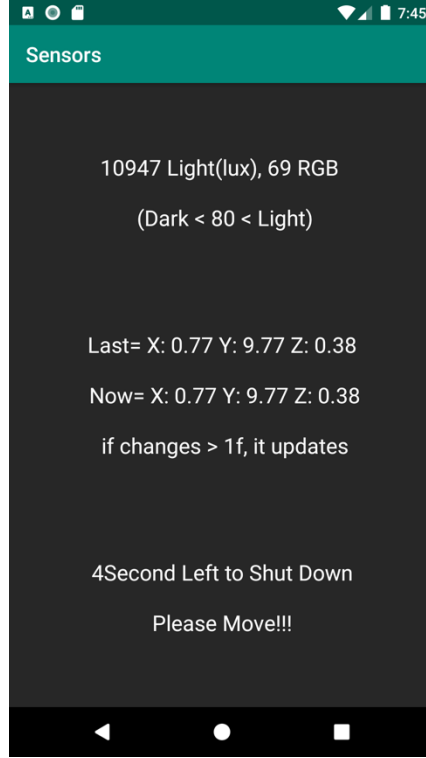 7:45
Sensors
10947 Light(lux), 69 RGB
(Dark < 80 < Light)
Last= X: 0.77 Y: 9.77 Z: 0.38
Now= X: 0.77 Y: 9.77 Z: 0.38
if changes > 1f, it updates
4Second Left to Shut Down
Please Move!!!